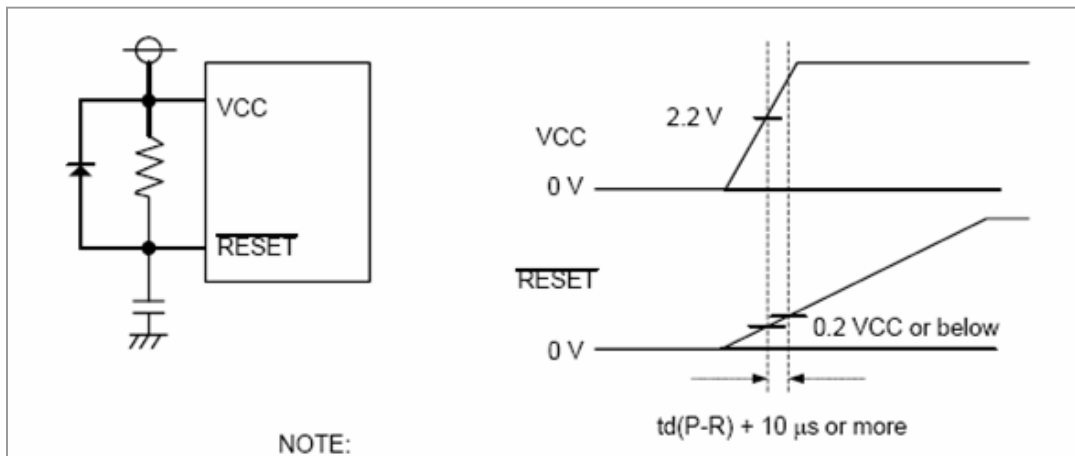 VCC
RESET
2.2 V
VCC
0 V
RESET
0.2 VCC or below
0 V
td(P-R) + 10 μs or more
NOTE: